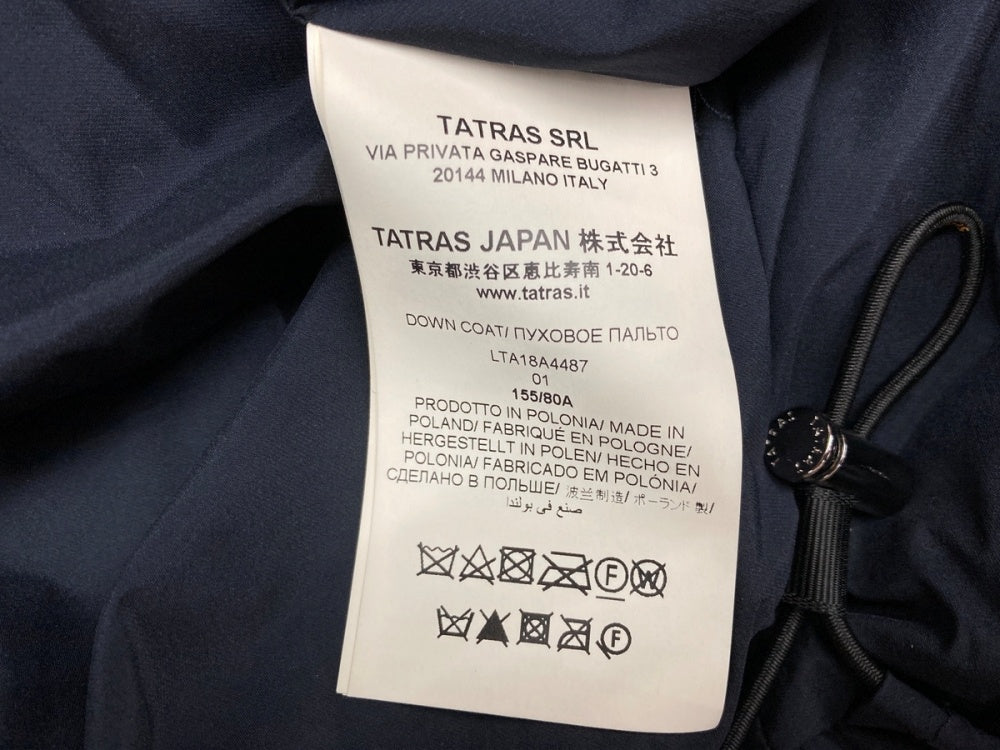 TATRAS SRL
VIA PRIVATA GASPARE BUGATTI 3
20144 MILANO ITALY
TATRAS JAPAN 株式会社
東京都渋谷区恵比寿南 1-20-6
www.tatras.it
DOWN COAT/ ПУХОВОЕ ПАЛЬТО
LTA18A4487
01
155/80A
PRODOTTO IN POLONIA/ MADE IN
POLAND/ FABRIQUÉ EN POLOGNE/
HERGESTELLT IN POLEN/ HECHO EN
POLONIA/ FABRICADO EM POLÓNIA/
СДЕЛАНО В ПОЛЬШЕ/ 波兰制造/ ポーランド製/
صنع في بولندا
F W
F